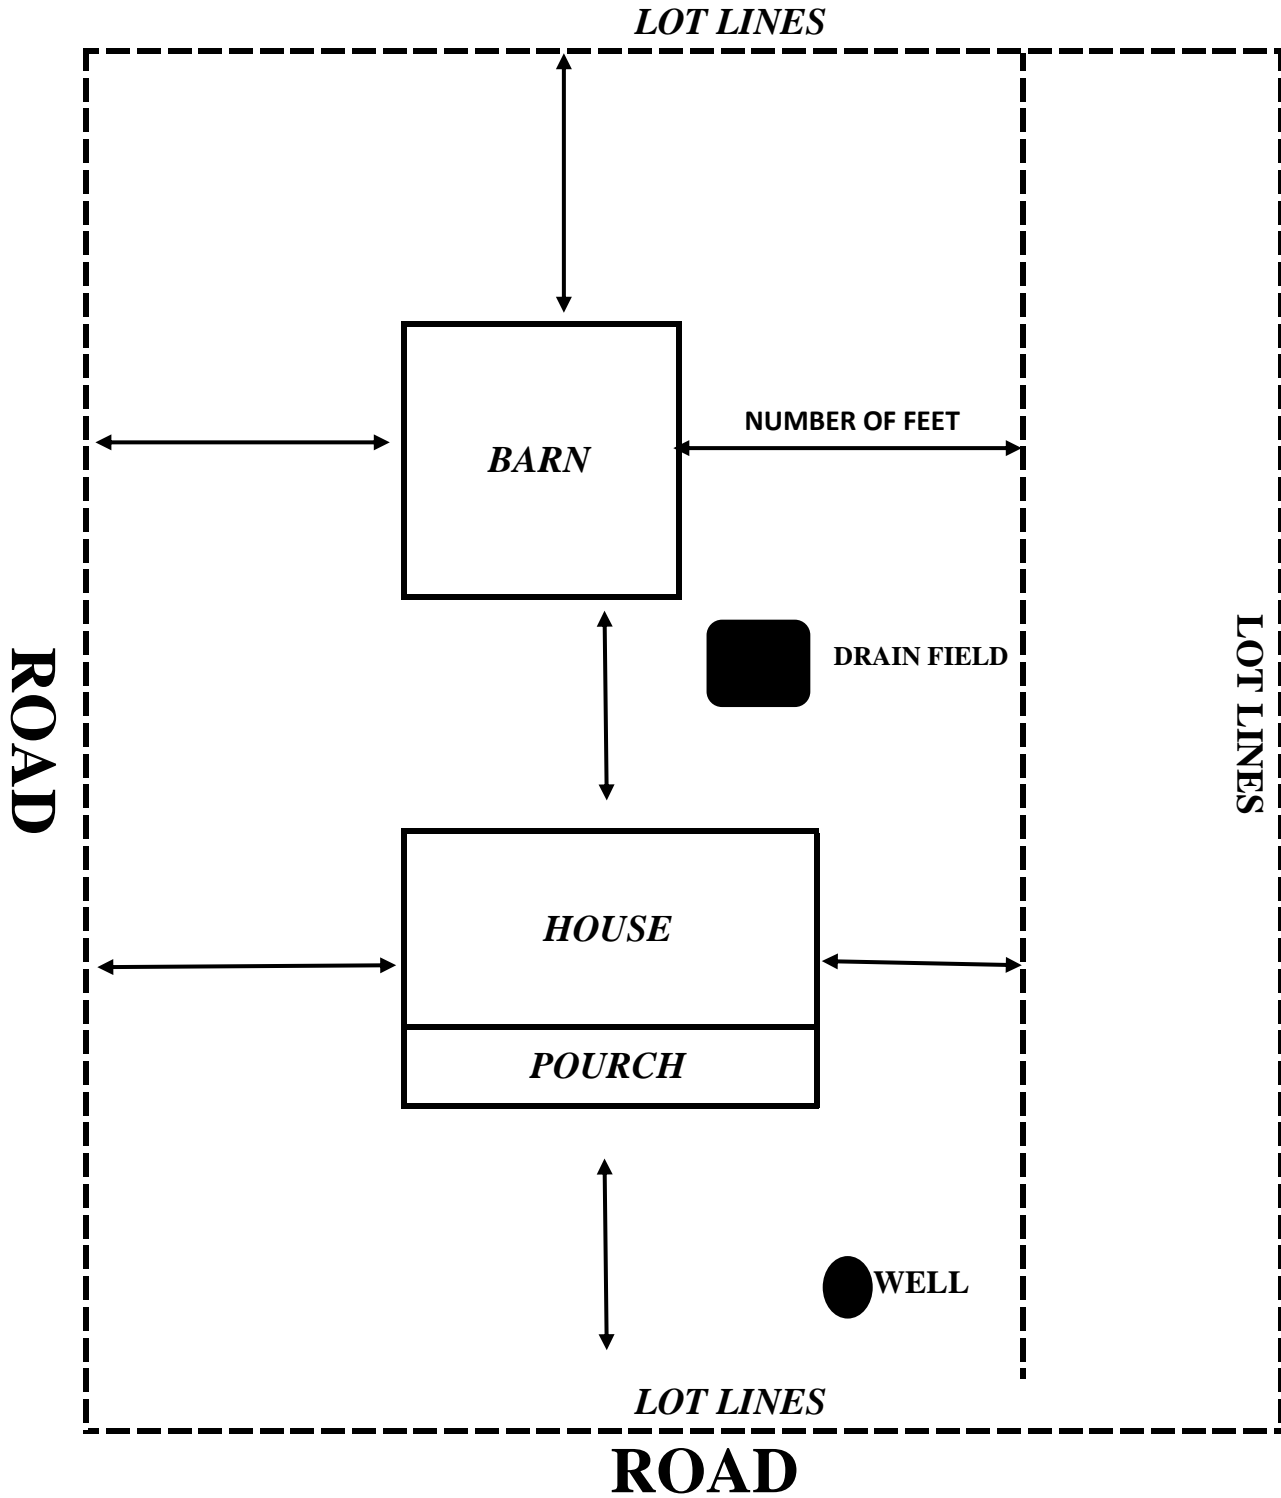 LOT LINES
NUMBER OF FEET
BARN
DRAIN FIELD
ROAD
LOT LINES
HOUSE
POURCH
WELL
LOT LINES
ROAD